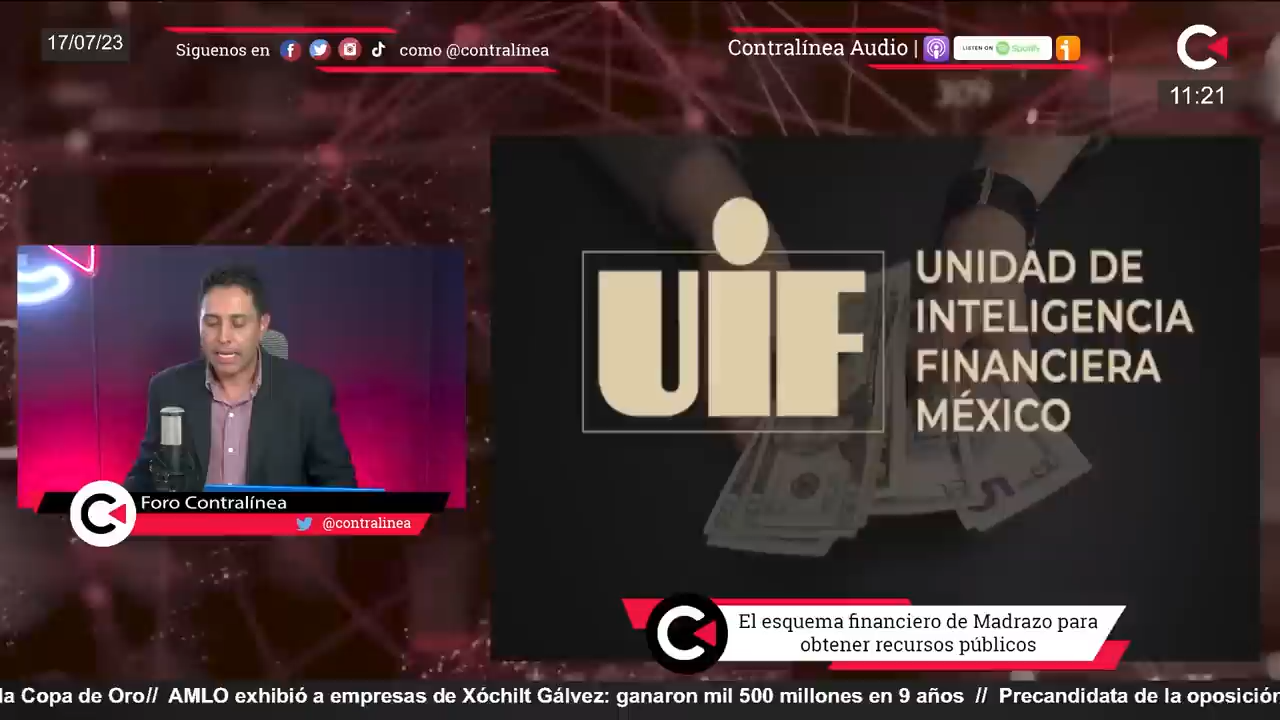 17/07/23
Siguenos en
como @contralínea
Contralínea Audio |
LISTEN ON Spotify
11:21
UiF
UNIDAD DE
INTELIGENCIA
FINANCIERA
MÉXICO
Foro Contralínea
@contralinea
El esquema financiero de Madrazo para
obtener recursos públicos
la Copa de Oro// AMLO exhibió a empresas de Xóchilt Gálvez: ganaron mil 500 millones en 9 años // Precandidata de la oposición